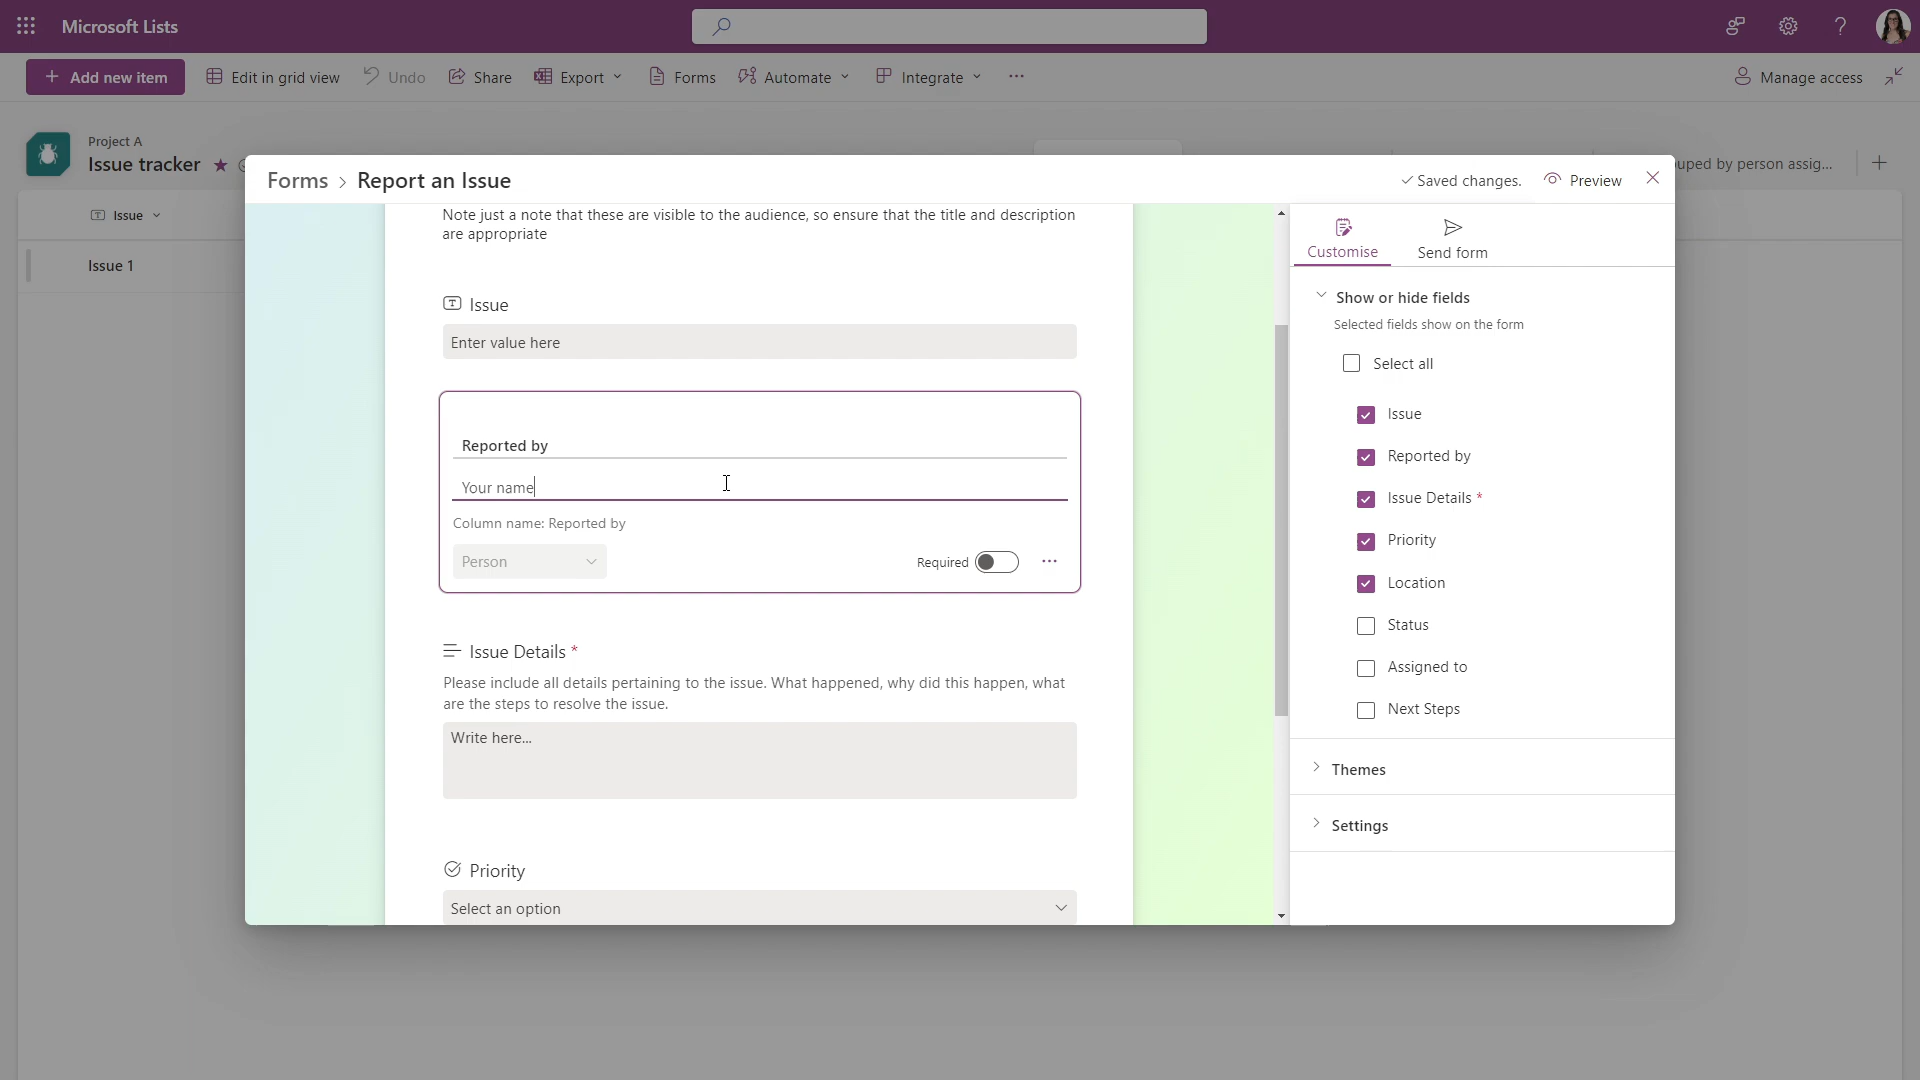 Microsoft Lists
Add new item
Edit in grid view
Undo
Share
Export
Forms
Automate
Integrate
Manage access
Project A
Issue tracker
ouped by person assig...
Issue
Issue 1
Forms > Report an Issue
Saved changes.
Preview
Note just a note that these are visible to the audience, so ensure that the title and description
are appropriate
Issue
Enter value here
Reported by
Your name
Column name: Reported by
Person
Required
Issue Details *
Please include all details pertaining to the issue. What happened, why did this happen, what
are the steps to resolve the issue.
Write here...
Priority
Select an option
Customise
Send form
Show or hide fields
Selected fields show on the form
Select all
Issue
Reported by
Issue Details *
Priority
Location
Status
Assigned to
Next Steps
Themes
Settings